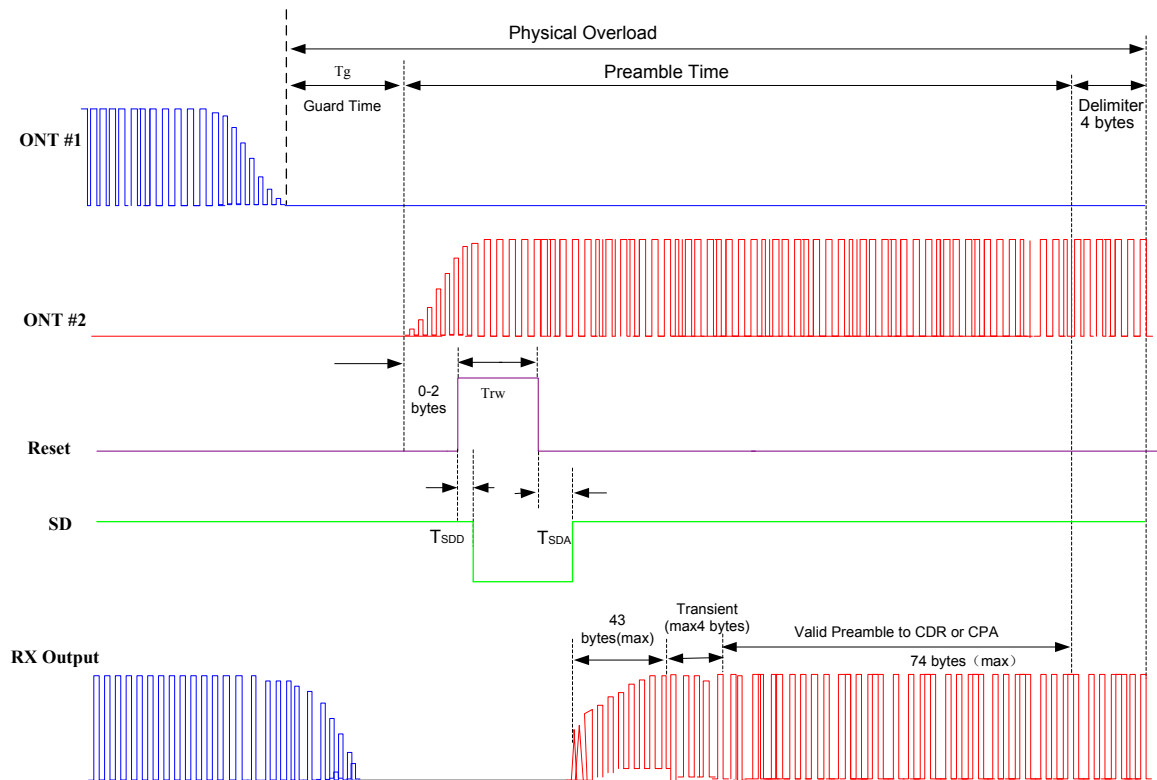 Physical Overload
Tg
Preamble Time
Guard Time
Delimiter
4 bytes
ONT #1
ONT #2
0-2
bytes
Trw
Reset
SD
TSDD
TSDA
43
bytes(max)
Transient
(max4 bytes)
Valid Preamble to CDR or CPA
74 bytes（max）
RX Output